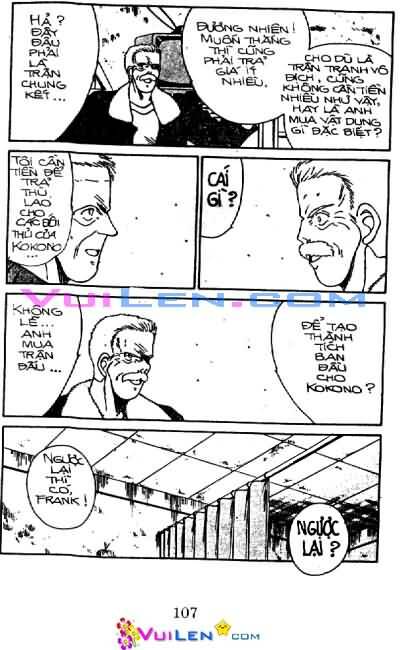 HẢ?
ĐÂY
ĐÂU
PHẢI
LÀ
TRẬN
CHUNG
KẾT...
ĐƯƠNG NHIÊN!
MUỐN THẮNG
THÌ CŨNG
PHẢI TRẢ
GIÁ ÍT
NHIỀU.
CHO DÙ LÀ
TRẬN TRANH VÔ
ĐỊCH, CŨNG
KHÔNG CẦN TIỀN
NHIỀU NHƯ VẬY,
HAY LÀ ANH
MUA VẬT DỤNG
GÌ ĐẶC BIỆT?
TÔI CẦN
TIỀN ĐỂ
TRẢ
THÙ
LAO
CHO
CÁC ĐỐI
THỦ CỦA
KOKONO
...
CÁI
GÌ?
VUILEN.COM
KHÔNG
LẼ...
ANH
MUA
TRẬN
ĐẤU...
ĐỂ TẠO
THÀNH
TÍCH
BAN
ĐẦU
CHO
KOKONO?
NGƯỢC
LẠI
THÌ
CÓ,
FRANK!
NGƯỢC
LẠI?
107
VUILEN.COM